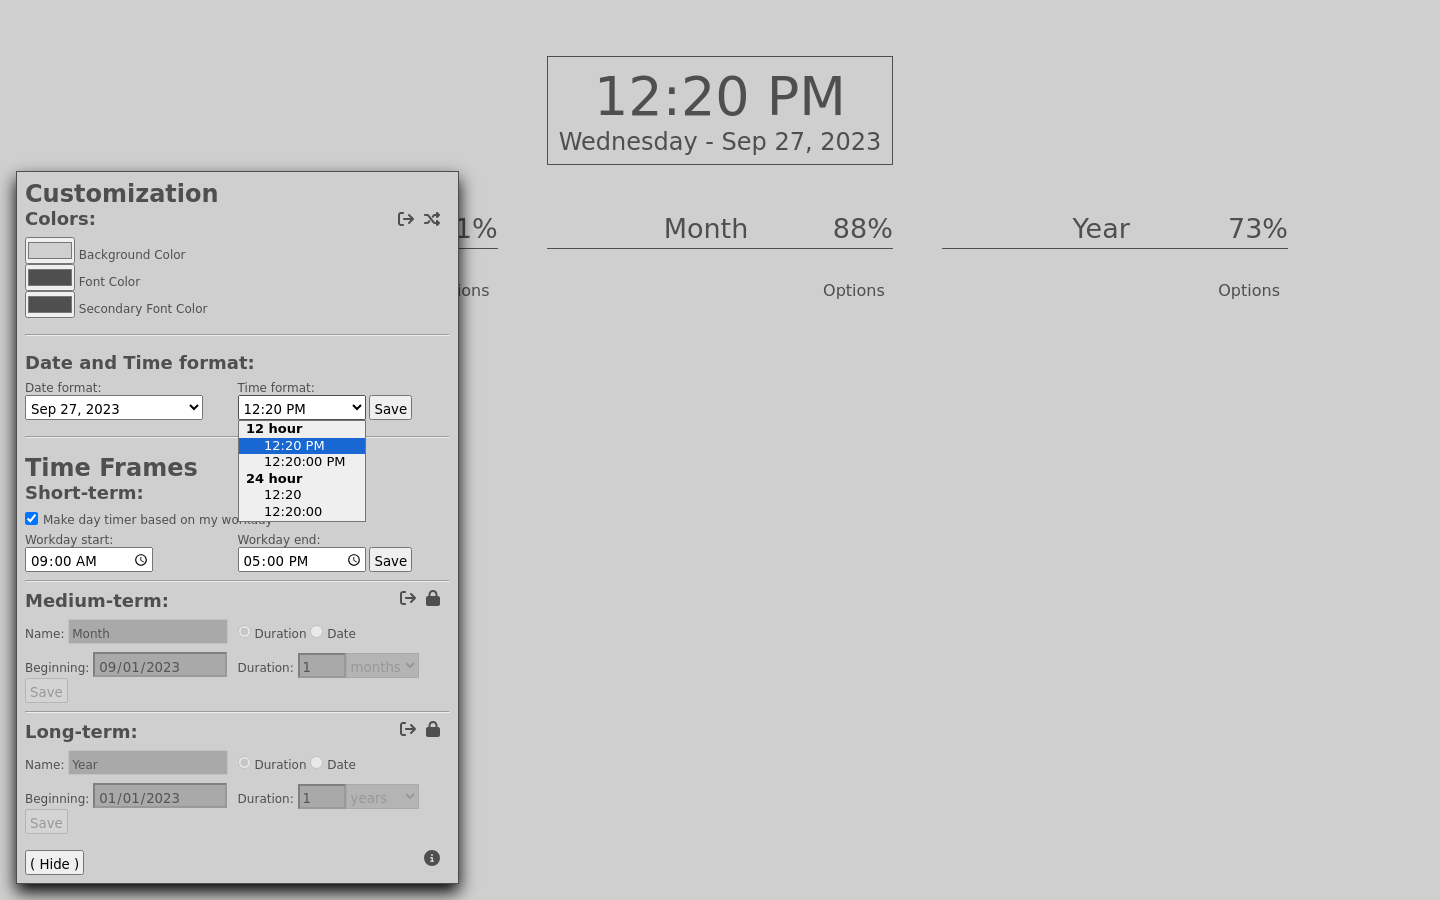 12:20 PM
Wednesday - Sep 27, 2023
1%
Month 88%
Year 73%
ions
Options
Options
Customization
Colors:
Background Color
Font Color
Secondary Font Color
Date and Time format:
Date format:
Time format:
Sep 27, 2023
12:20 PM
Save
12 hour
12:20 PM
12:20:00 PM
24 hour
12:20
12:20:00
Time Frames
Short-term:
Make day timer based on my workday
Workday start:
Workday end:
09:00 AM
05:00 PM
Save
Medium-term:
Name: Month
Duration Date
Beginning: 09/01/2023
Duration: 1 months
Save
Long-term:
Name: Year
Duration Date
Beginning: 01/01/2023
Duration: 1 years
Save
( Hide )